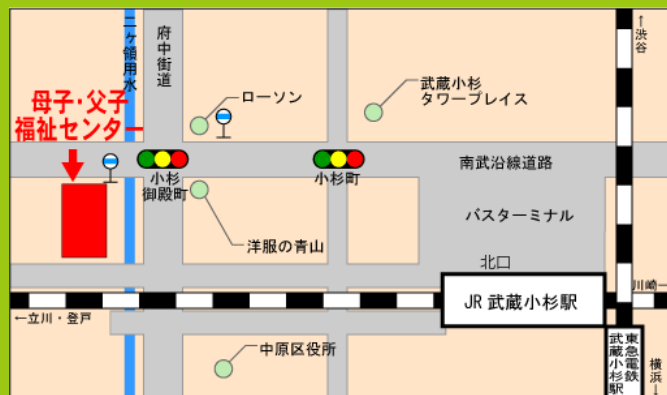 二ヶ領用水
府中街道
↑渋谷
母子・父子
福祉センター
ローソン
武蔵小杉
タワープレイス
小杉
御殿町
小杉町
南武沿線道路
バスターミナル
洋服の青山
北口
JR 武蔵小杉駅
川崎→
←立川・登戸
中原区役所
東急電鉄
武蔵小杉駅
横浜↓